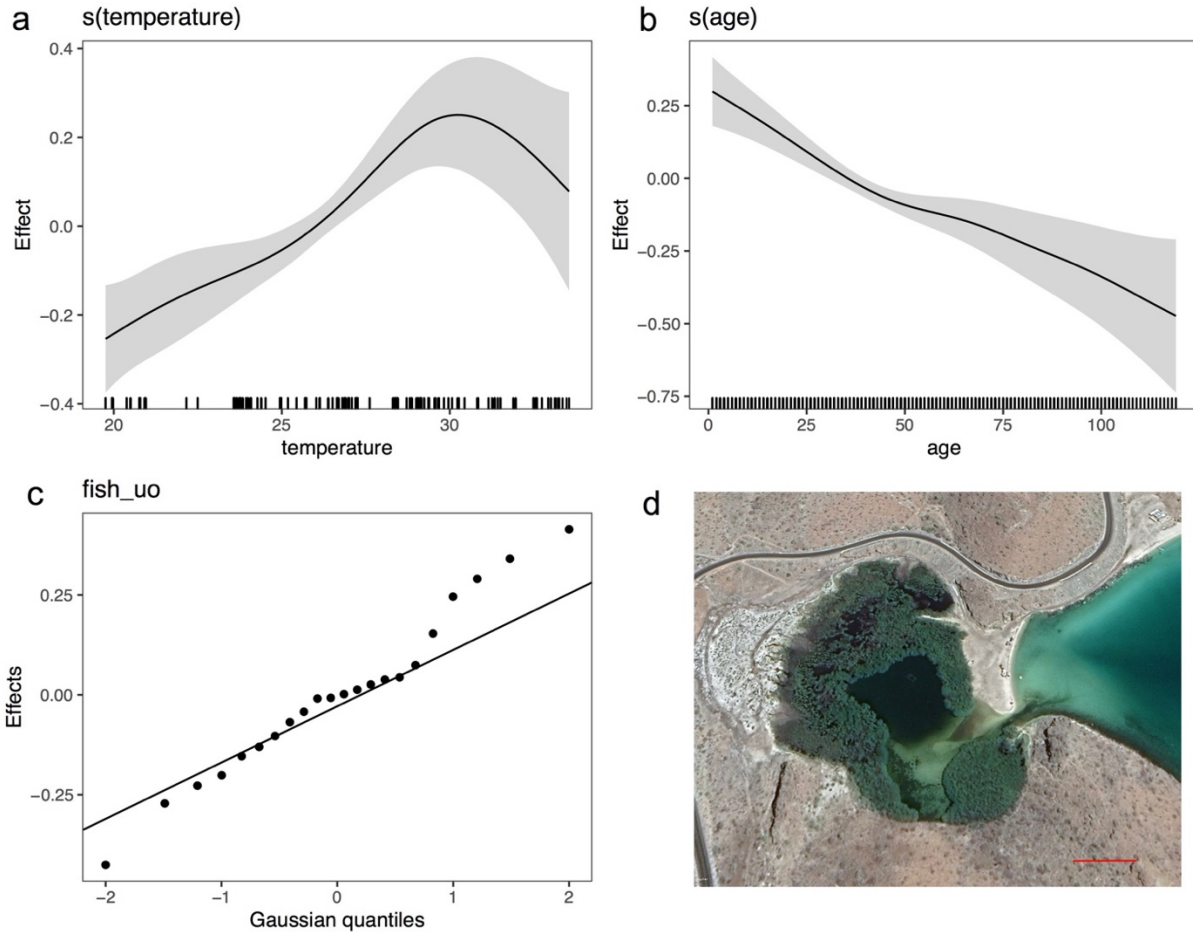 a
s(temperature)
0.4
0.2
0.0
−0.2
−0.4
Effect
20 25 30
temperature
b
s(age)
0.25
0.00
−0.25
−0.50
−0.75
Effect
0 25 50 75 100
age
c
fish_uo
0.25
0.00
−0.25
Effects
−2 −1 0 1 2
Gaussian quantiles
d